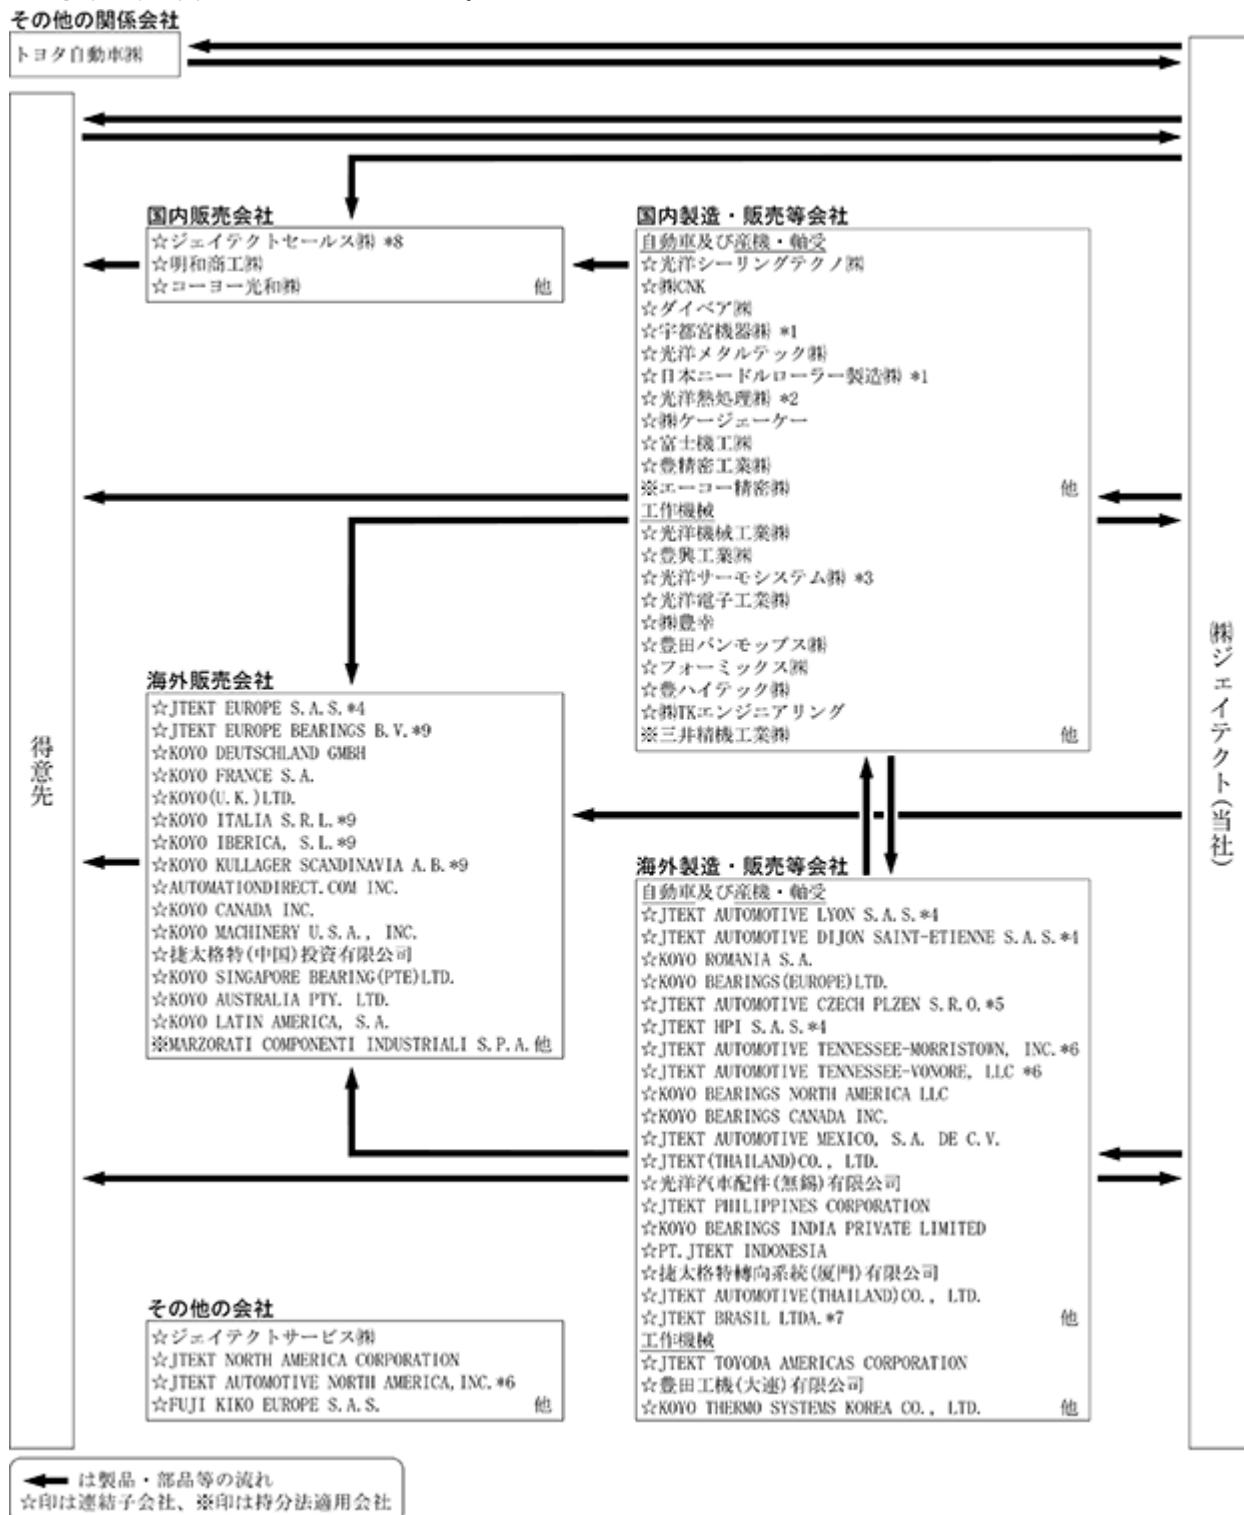 その他の関係会社
トヨタ自動車㈱
国内販売会社
☆ジェイテクトセールス㈱ *8
☆明和商工㈱
☆コーヨー光和㈱ 他
国内製造・販売等会社
自動車及び産機・軸受
☆光洋シーリングテクノ㈱
☆㈱CNK
☆ダイベア㈱
☆宇都宮機器㈱ *1
☆光洋メタルテック㈱
☆日本ニードルローラー製造㈱ *1
☆光洋熱処理㈱ *2
☆㈱ケージェーケー
☆富士機工㈱
☆豊精密工業㈱
※エーコー精密㈱ 他
工作機械
☆光洋機械工業㈱
☆豊興工業㈱
☆光洋サーモシステム㈱ *3
☆光洋電子工業㈱
☆㈱豊幸
☆豊田バンモップス㈱
☆フォーミックス㈱
☆豊ハイテック㈱
☆㈱TKエンジニアリング
※三井精機工業㈱ 他
海外販売会社
☆JTEKT EUROPE S.A.S.*4
☆JTEKT EUROPE BEARINGS B.V.*9
☆KOYO DEUTSCHLAND GMBH
☆KOYO FRANCE S.A.
☆KOYO(U.K.)LTD.
☆KOYO ITALIA S.R.L.*9
☆KOYO IBERICA, S.L.*9
☆KOYO KULLAGER SCANDINAVIA A.B.*9
☆AUTOMATIONDIRECT.COM INC.
☆KOYO CANADA INC.
☆KOYO MACHINERY U.S.A., INC.
☆捷太格特(中国)投資有限公司
☆KOYO SINGAPORE BEARING(PTE)LTD.
☆KOYO AUSTRALIA PTY. LTD.
☆KOYO LATIN AMERICA, S.A.
※MARZORATI COMPONENTI INDUSTRIALI S.P.A.他
海外製造・販売等会社
自動車及び産機・軸受
☆JTEKT AUTOMOTIVE LYON S.A.S.*4
☆JTEKT AUTOMOTIVE DIJON SAINT-ETIENNE S.A.S.*4
☆KOYO ROMANIA S.A.
☆KOYO BEARINGS(EUROPE)LTD.
☆JTEKT AUTOMOTIVE CZECH PLZEN S.R.O.*5
☆JTEKT HPI S.A.S.*4
☆JTEKT AUTOMOTIVE TENNESSEE-MORRISTOWN, INC.*6
☆JTEKT AUTOMOTIVE TENNESSEE-VONORE, LLC *6
☆KOYO BEARINGS NORTH AMERICA LLC
☆KOYO BEARINGS CANADA INC.
☆JTEKT AUTOMOTIVE MEXICO, S.A. DE C.V.
☆JTEKT(THAILAND)CO., LTD.
☆光洋汽車配件(無錫)有限公司
☆JTEKT PHILIPPINES CORPORATION
☆KOYO BEARINGS INDIA PRIVATE LIMITED
☆PT.JTEKT INDONESIA
☆捷太格特轉向系統(厦門)有限公司
☆JTEKT AUTOMOTIVE(THAILAND)CO., LTD.
☆JTEKT BRASIL LTDA.*7 他
工作機械
☆JTEKT TOYODA AMERICAS CORPORATION
☆豊田工機(大連)有限公司
☆KOYO THERMO SYSTEMS KOREA CO., LTD. 他
その他の会社
☆ジェイテクトサービス㈱
☆JTEKT NORTH AMERICA CORPORATION
☆JTEKT AUTOMOTIVE NORTH AMERICA,INC.*6
☆FUJI KIKO EUROPE S.A.S. 他
得意先
㈱ジェイテクト(当社)
は製品・部品等の流れ
☆印は連結子会社、※印は持分法適用会社